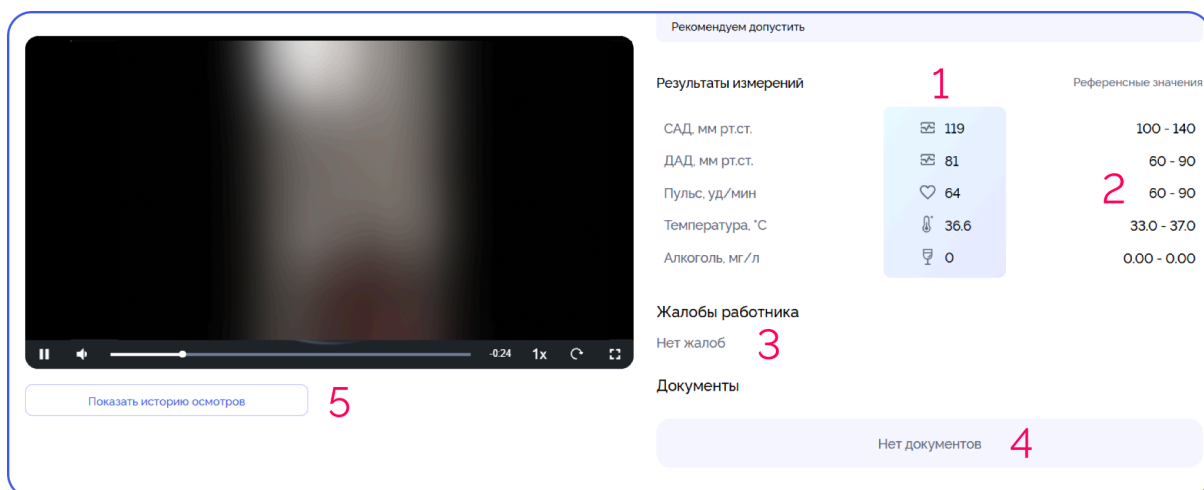 Рекомендуем допустить
Результаты измерений 1 Референсные значения
САД, мм рт.ст. 119 100 - 140
ДАД, мм рт.ст. 81 60 - 90
Пульс, уд/мин 64 2 60 - 90
Температура, °C 36.6 33.0 - 37.0
Алкоголь, мг/л 0 0.00 - 0.00
Жалобы работника
Нет жалоб 3
Документы
Нет документов 4
-0:24 1x
Показать историю осмотров 5